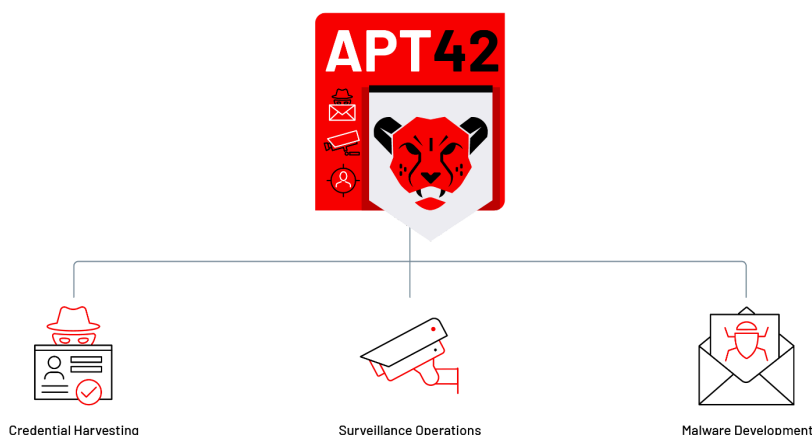 APT42
Credential Harvesting
Surveillance Operations
Malware Development